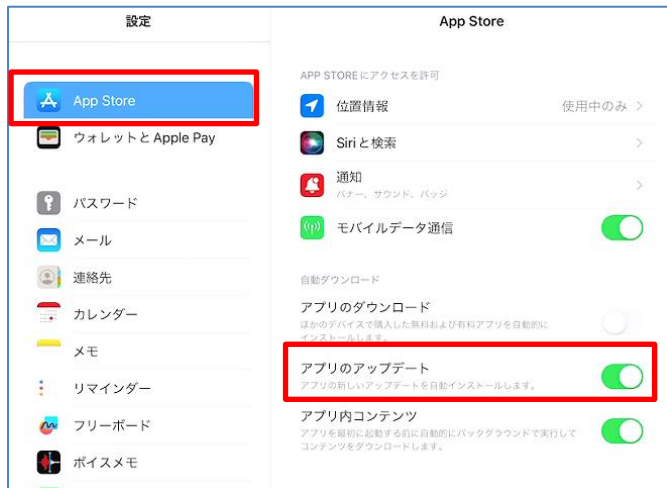 設定
App Store
ウォレットと Apple Pay
パスワード
メール
連絡先
カレンダー
メモ
リマインダー
フリーボード
ボイスメモ
App Store
APP STOREにアクセスを許可
位置情報 使用中のみ
Siriと検索
通知
バナー、サウンド、バッジ
モバイルデータ通信
自動ダウンロード
アプリのダウンロード
ほかのデバイスで購入した無料および有料アプリを自動的に
インストールします。
アプリのアップデート
アプリの新しいアップデートを自動インストールします。
アプリ内コンテンツ
アプリを最初に起動する前に自動的にバックグラウンドで実行して
コンテンツをダウンロードします。